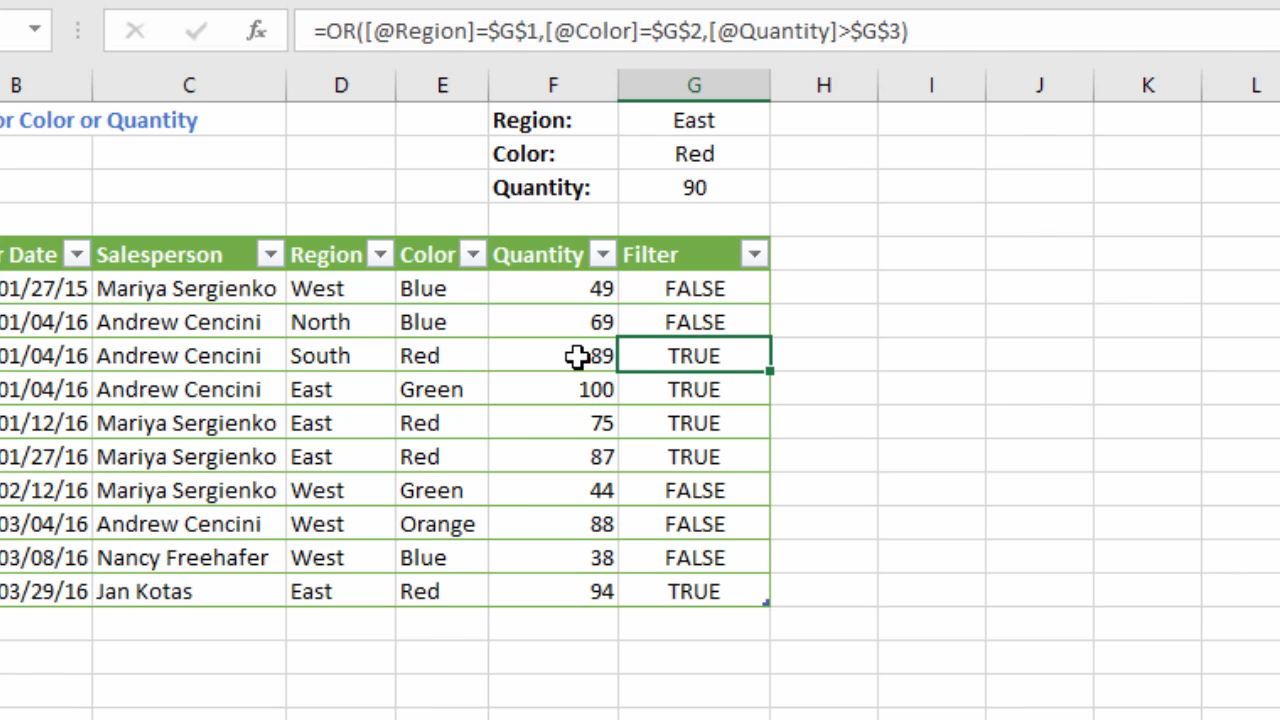 fx =OR([@Region]=$G$1,[@Color]=$G$2,[@Quantity]>$G$3)
B C D E F G H I J K L
or Color or Quantity Region: East
Color: Red
Quantity: 90
r Date Salesperson Region Color Quantity Filter
01/27/15 Mariya Sergienko West Blue 49 FALSE
01/04/16 Andrew Cencini North Blue 69 FALSE
01/04/16 Andrew Cencini South Red 89 TRUE
01/04/16 Andrew Cencini East Green 100 TRUE
01/12/16 Mariya Sergienko East Red 75 TRUE
01/27/16 Mariya Sergienko East Red 87 TRUE
02/12/16 Mariya Sergienko West Green 44 FALSE
03/04/16 Andrew Cencini West Orange 88 FALSE
03/08/16 Nancy Freehafer West Blue 38 FALSE
03/29/16 Jan Kotas East Red 94 TRUE